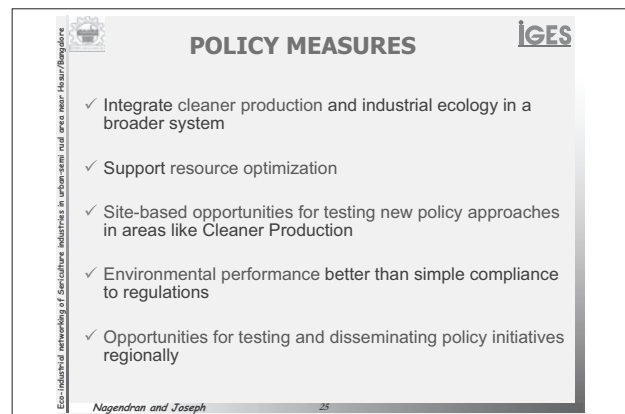 Eco-industrial networking of Sericulture industries in urban-semi rual area near Hosur/Bangalore
POLICY MEASURES
iGES
✓ Integrate cleaner production and industrial ecology in a
broader system
✓ Support resource optimization
✓ Site-based opportunities for testing new policy approaches
in areas like Cleaner Production
✓ Environmental performance better than simple compliance
to regulations
✓ Opportunities for testing and disseminating policy initiatives
regionally
Nagendran and Joseph 25